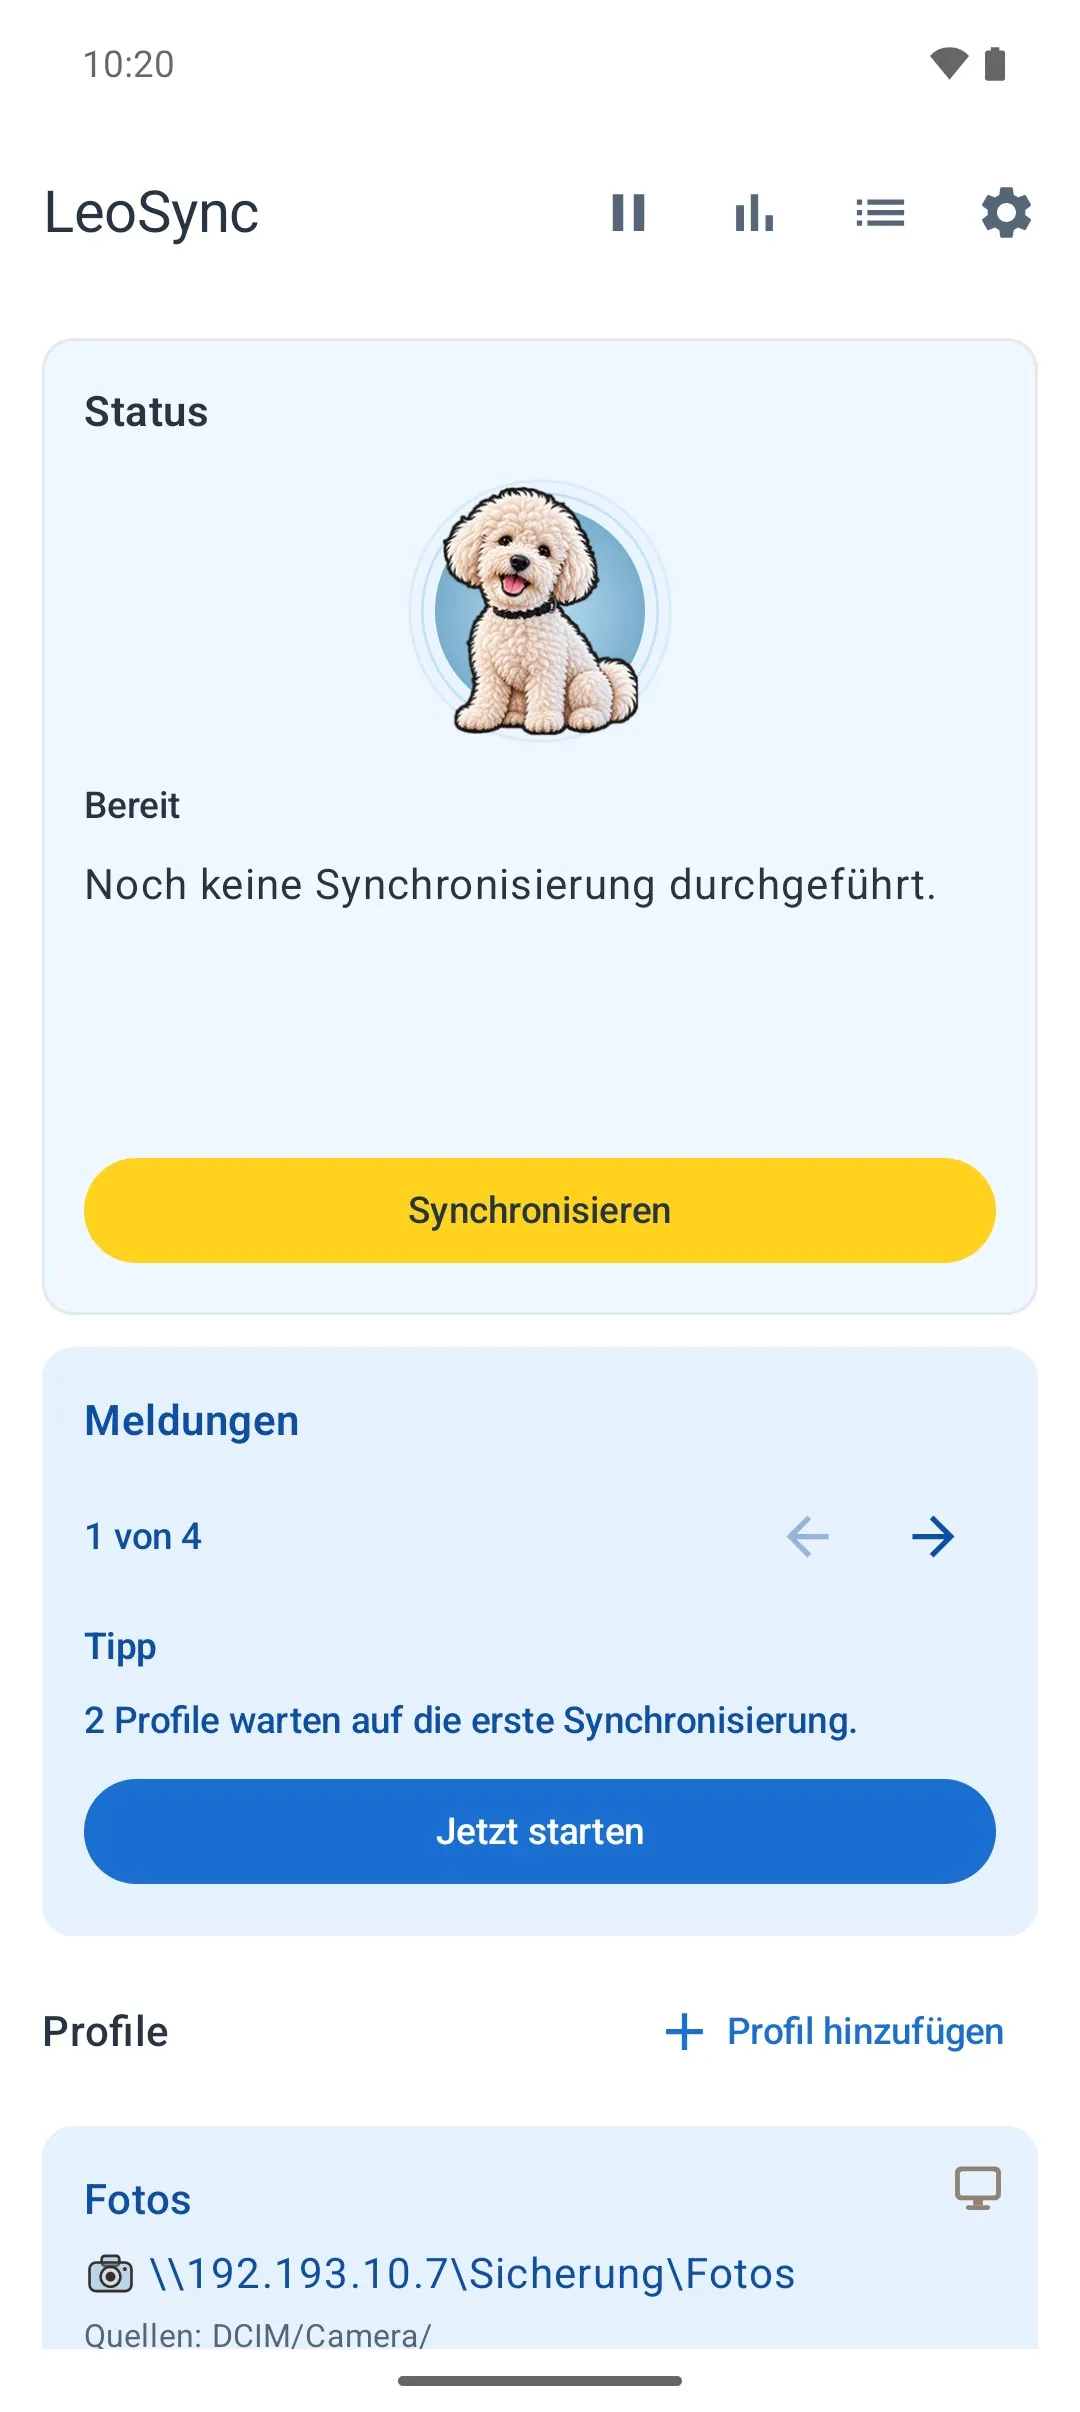 10:20
LeoSync
Status
Bereit
Noch keine Synchronisierung durchgeführt.
Synchronisieren
Meldungen
1 von 4
Tipp
2 Profile warten auf die erste Synchronisierung.
Jetzt starten
Profile
Profil hinzufügen
Fotos
\\192.193.10.7\Sicherung\Fotos
Quellen: DCIM/Camera/